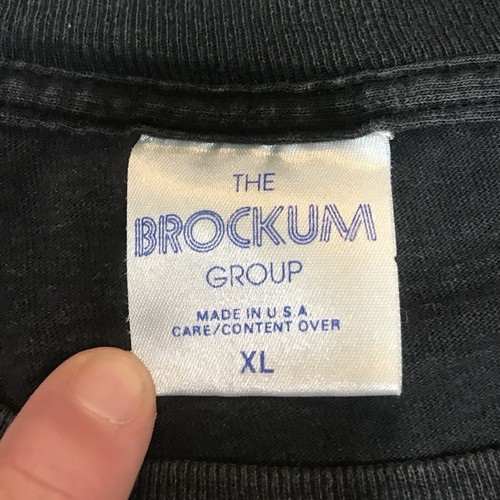 THE
BROCKUM
GROUP
MADE IN U.S.A.
CARE/CONTENT OVER
XL